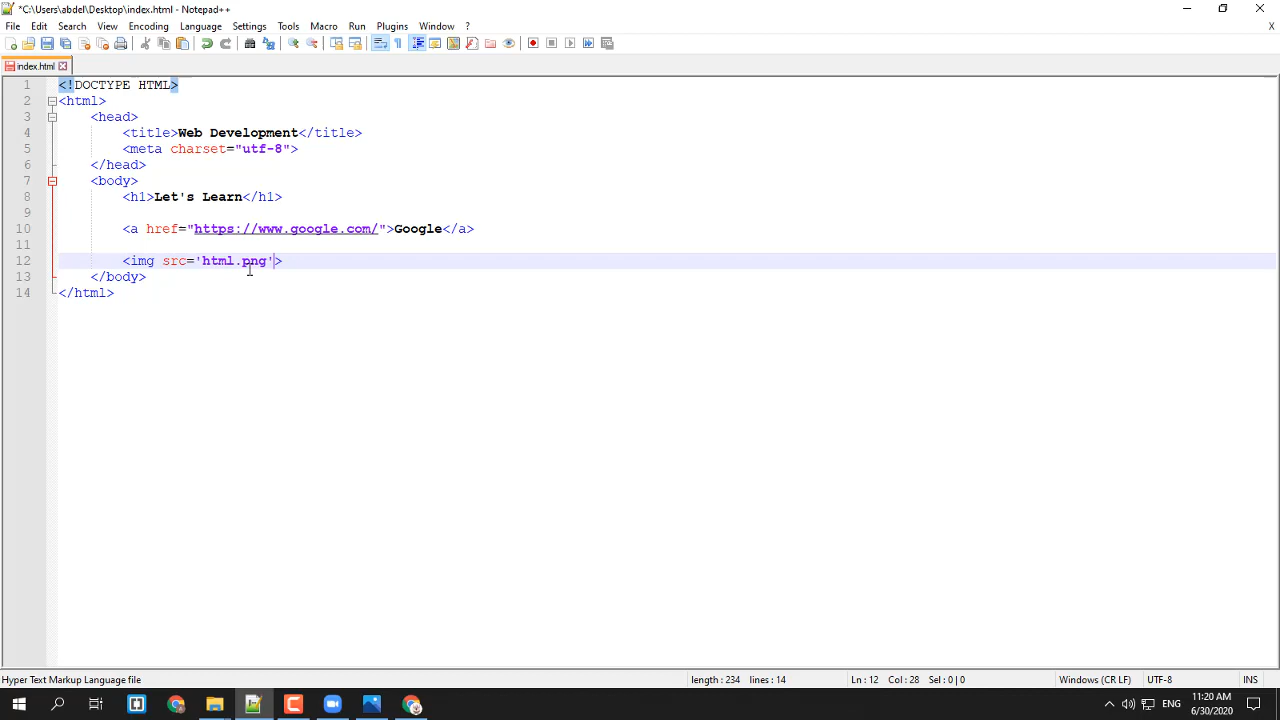 *C:\Users\abdel\Desktop\index.html - Notepad++
File Edit Search View Encoding Language Settings Tools Macro Run Plugins Window ?
X
index.html
1 <!DOCTYPE HTML>
2 <html>
3 <head>
4 <title>Web Development</title>
5 <meta charset="utf-8">
6 </head>
7 <body>
8 <h1>Let's Learn</h1>
9
10 <a href="https://www.google.com/">Google</a>
11
12 <img src='html.png'>
13 </body>
14 </html>
Hyper Text Markup Language file length : 234 lines : 14 Ln : 12 Col : 28 Sel : 0 | 0 Windows (CR LF) UTF-8 INS
ENG
11:20 AM
6/30/2020